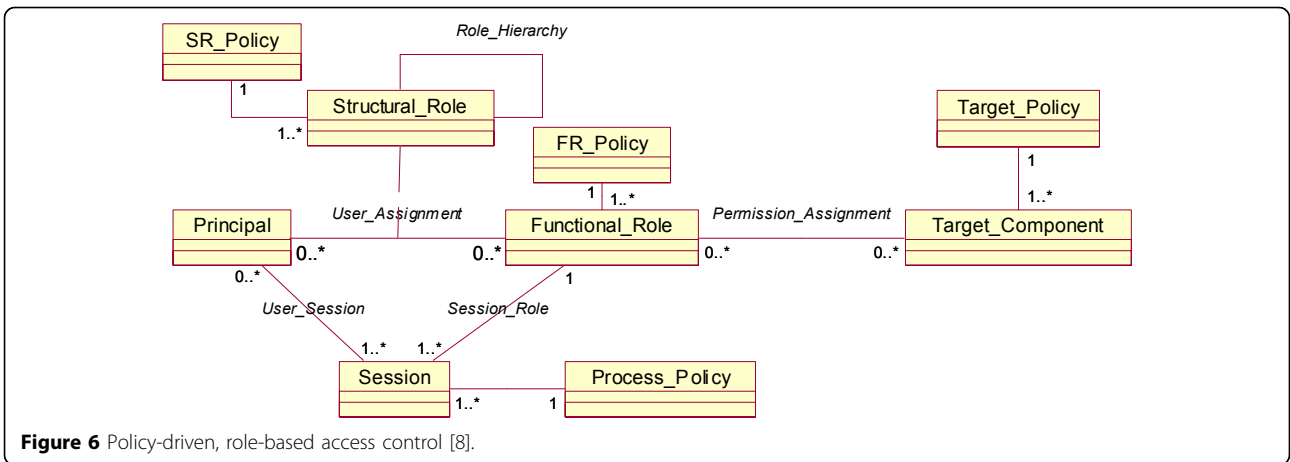 Role_Hierarchy
SR_Policy
1
Structural_Role
1..*
Target_Policy
FR_Policy
1
1
1..*
1..*
User_Assignment
Permission_Assignment
Principal
Functional_Role
Target_Component
0..*
0..*
0..*
0..*
0..*
1
User_Session
Session_Role
1..*
1..*
Session
Process_Policy
1..*
1
Figure 6 Policy-driven, role-based access control [8].